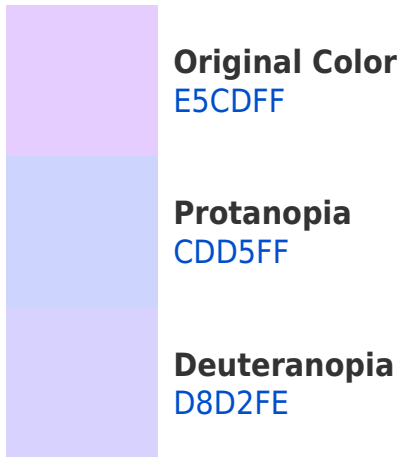 Original Color
E5CDFF
Protanopia
CDD5FF
Deuteranopia
D8D2FE